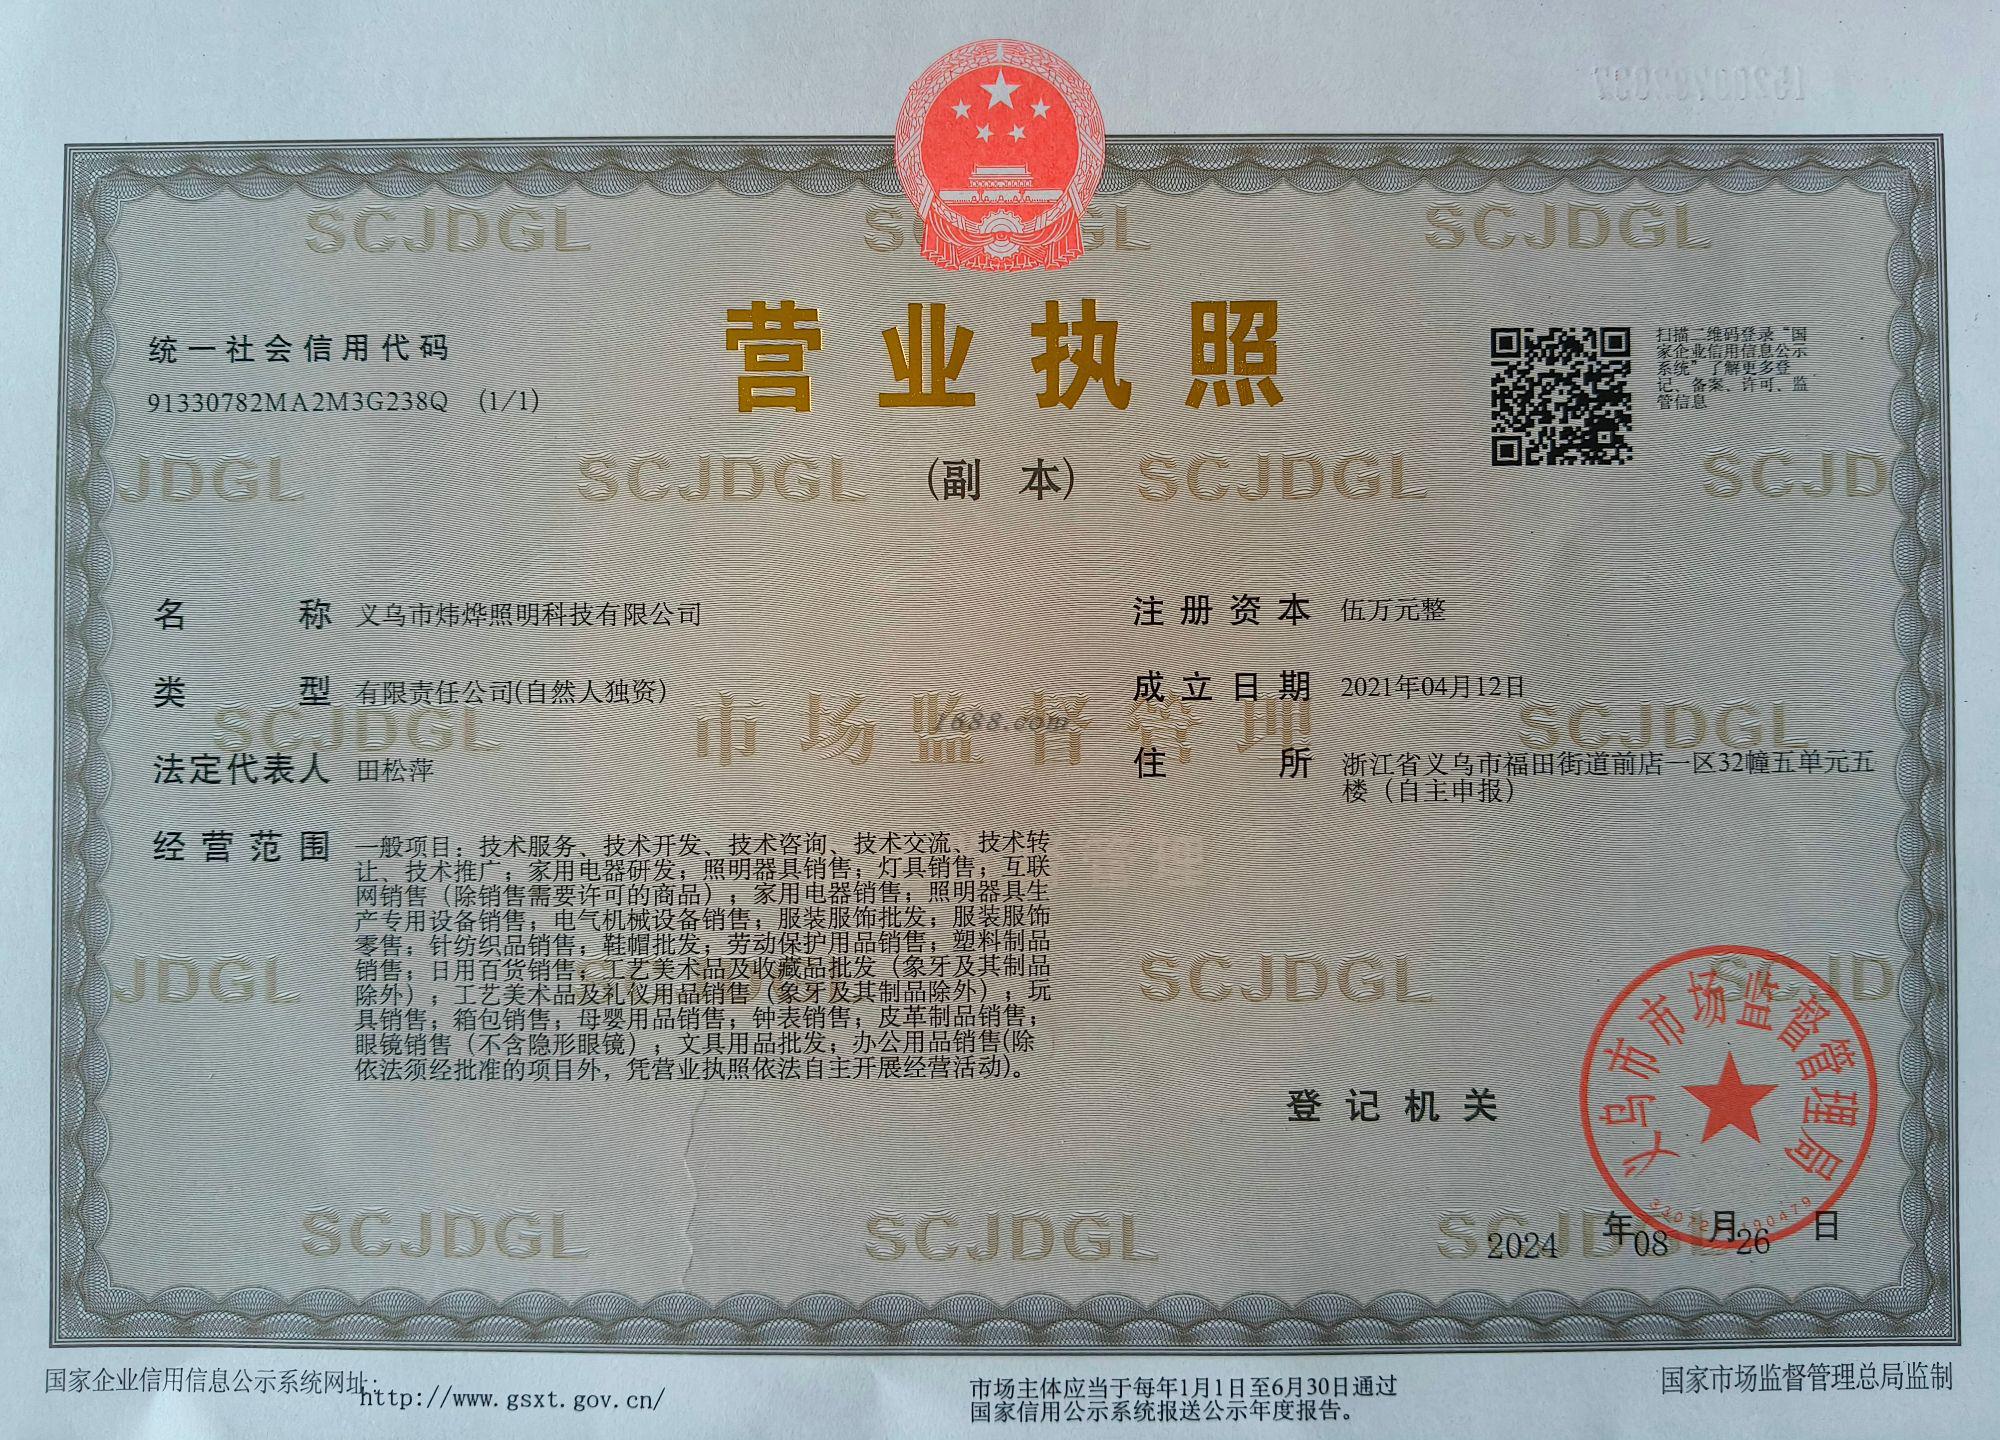 统一社会信用代码
91330782MA2M3G238Q (1/1)
营业执照
(副 本)
扫描二维码登录“国
家企业信用信息公示
系统”了解更多登
记、备案、许可、监
管信息
名称 义乌市炜烨照明科技有限公司
类型 有限责任公司(自然人独资)
法定代表人 田松萍
经营范围 一般项目：技术服务、技术开发、技术咨询、技术交流、技术转
让、技术推广；家用电器研发；照明器具销售；灯具销售；互联
网销售（除销售需要许可的商品）；家用电器销售；照明器具生
产专用设备销售；电气机械设备销售；服装服饰批发；服装服饰
零售；针纺织品销售；鞋帽批发；劳动保护用品销售；塑料制品
销售；日用百货销售；工艺美术品及收藏品批发（象牙及其制品
除外）；工艺美术品及礼仪用品销售（象牙及其制品除外）；玩
具销售；箱包销售；母婴用品销售；钟表销售；皮革制品销售；
眼镜销售（不含隐形眼镜）；文具用品批发；办公用品销售(除
依法须经批准的项目外，凭营业执照依法自主开展经营活动)。
注册资本 伍万元整
成立日期 2021年04月12日
住所 浙江省义乌市福田街道前店一区32幢五单元五
楼（自主申报）
1688.com
市场监督管理
SCJDGL
登记机关
义乌市市场监督管理局
2024年08月26日
国家企业信用信息公示系统网址：http://www.gsxt.gov.cn/
市场主体应当于每年1月1日至6月30日通过
国家信用公示系统报送公示年度报告。
国家市场监督管理总局监制